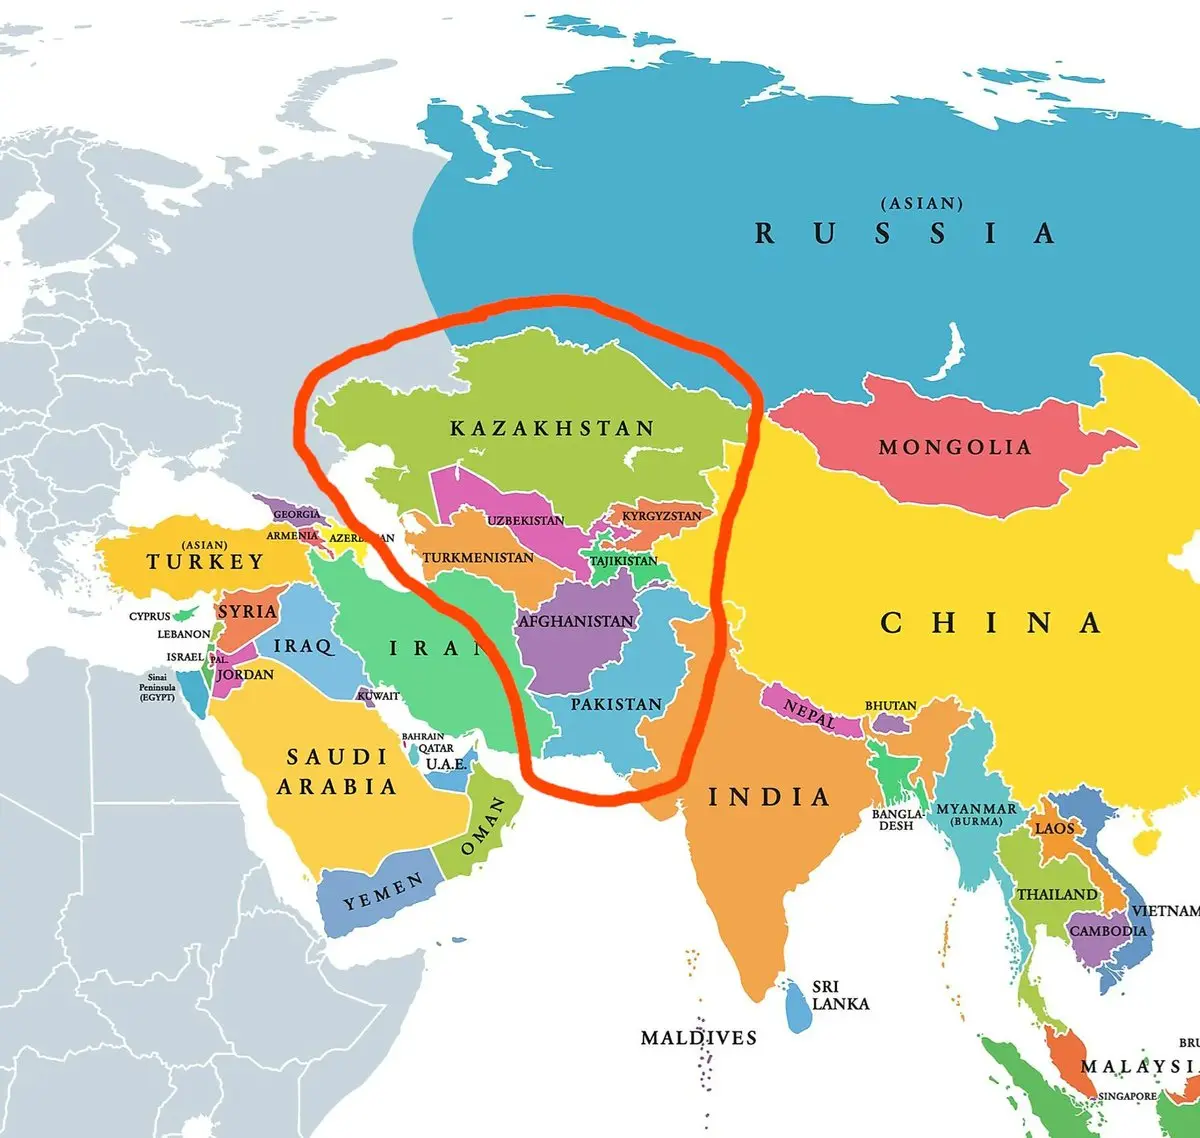 (ASIAN)
RUSSIA
KAZAKHSTAN
MONGOLIA
GEORGIA
ARMENIA
UZBEKISTAN
KYRGYZSTAN
(ASIAN)
TURKEY
TURKMENISTAN
TAJIKISTAN
CYPRUS
SYRIA
LEBANON
IRAQ
IRAN
AFGHANISTAN
CHINA
ISRAEL
PAL.
JORDAN
Sinai
Peninsula
(EGYPT)
KUWAIT
PAKISTAN
NEPAL
BHUTAN
BAHRAIN
QATAR
U.A.E.
SAUDI
ARABIA
OMAN
INDIA
BANGLA-
DESH
MYANMAR
(BURMA)
LAOS
YEMEN
THAILAND
VIETNAM
CAMBODIA
SRI
LANKA
MALDIVES
BRU
MALAYSI
SINGAPORE